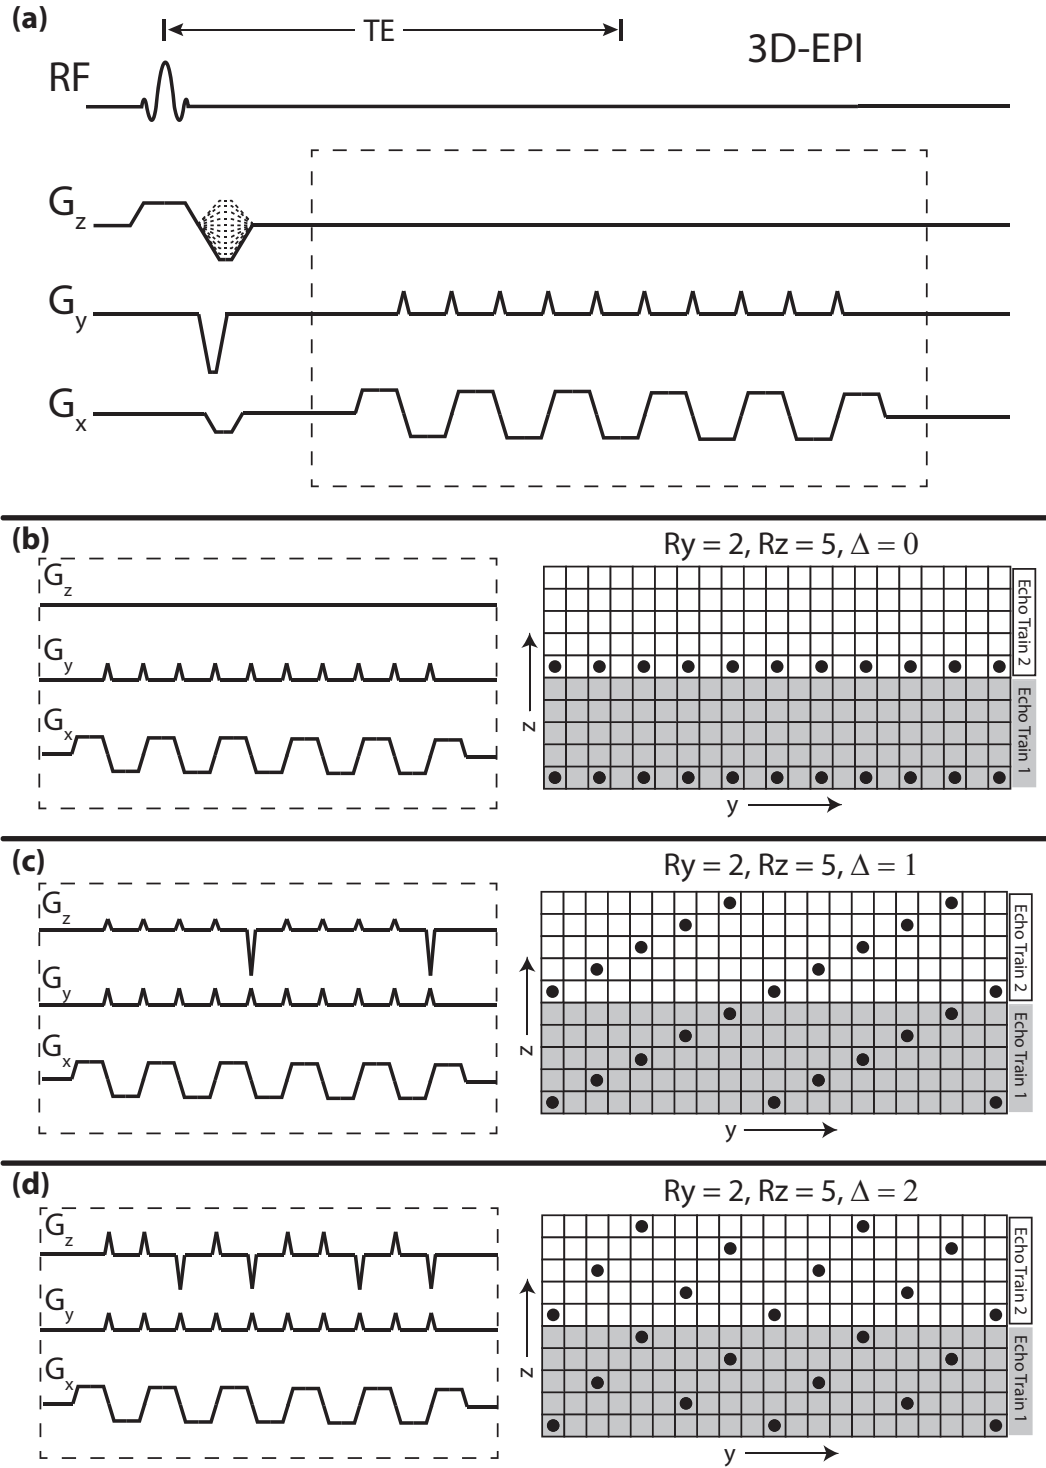 (a)
TE
3D-EPI
RF
Gz
Gy
Gx
(b)
Ry = 2, Rz = 5, Δ = 0
Gz
Gy
Gx
z
y
Echo Train 2
Echo Train 1
(c)
Ry = 2, Rz = 5, Δ = 1
Gz
Gy
Gx
z
y
Echo Train 2
Echo Train 1
(d)
Ry = 2, Rz = 5, Δ = 2
Gz
Gy
Gx
z
y
Echo Train 2
Echo Train 1